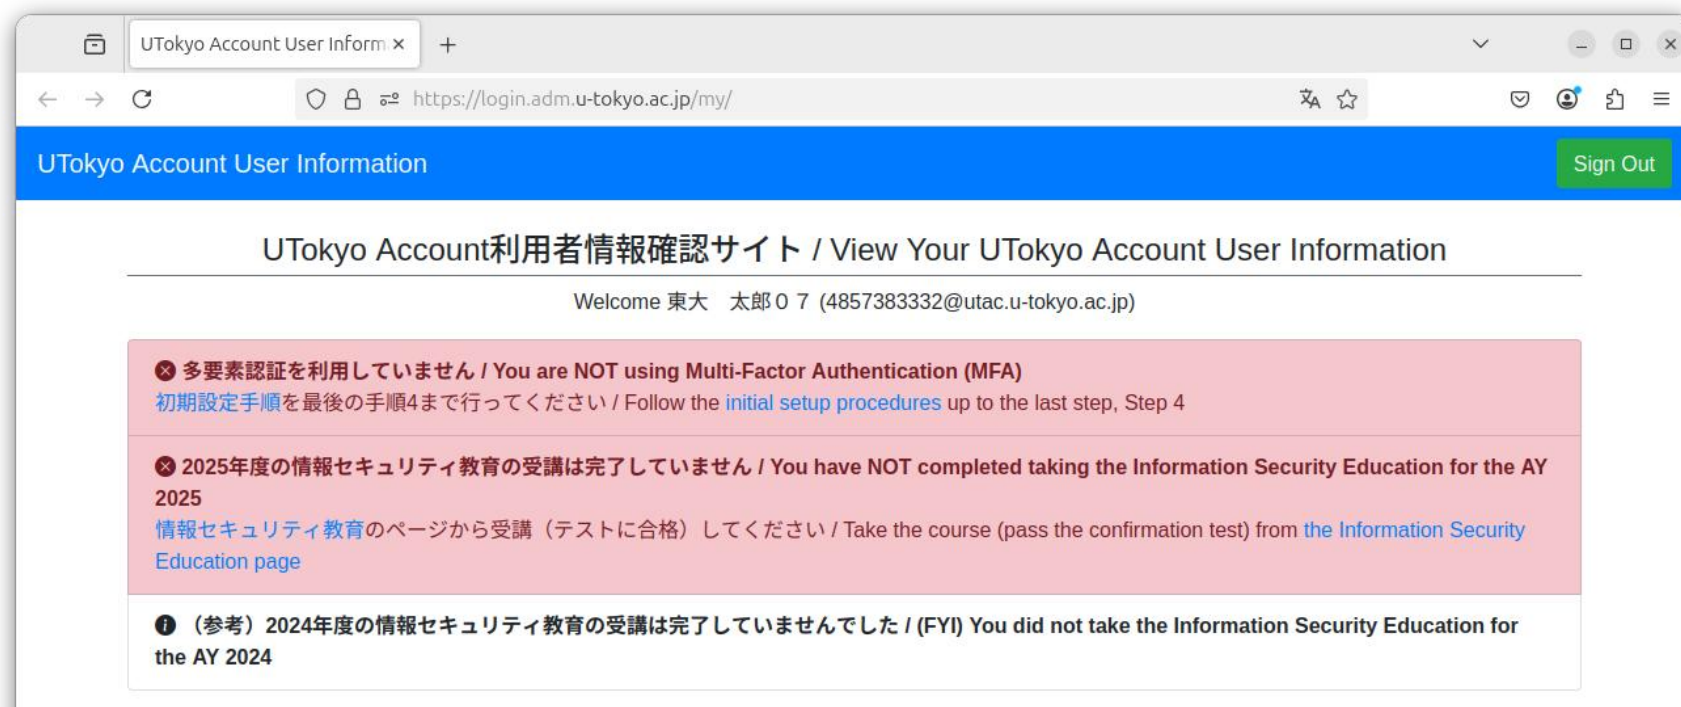 UTokyo Account User Inform
https://login.adm.u-tokyo.ac.jp/my/
UTokyo Account User Information
Sign Out
UTokyo Account利用者情報確認サイト / View Your UTokyo Account User Information
Welcome 東大　太郎０７ (4857383332@utac.u-tokyo.ac.jp)
多要素認証を利用していません / You are NOT using Multi-Factor Authentication (MFA)
初期設定手順を最後の手順4まで行ってください / Follow the initial setup procedures up to the last step, Step 4
2025年度の情報セキュリティ教育の受講は完了していません / You have NOT completed taking the Information Security Education for the AY
2025
情報セキュリティ教育のページから受講（テストに合格）してください / Take the course (pass the confirmation test) from the Information Security
Education page
（参考）2024年度の情報セキュリティ教育の受講は完了していませんでした / (FYI) You did not take the Information Security Education for
the AY 2024